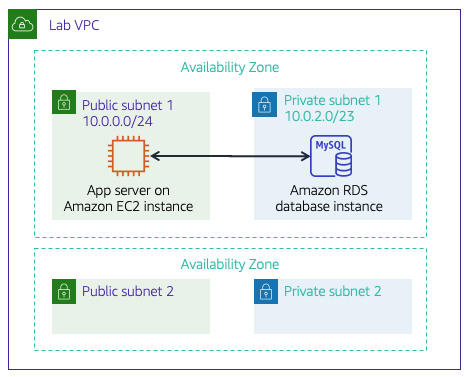 Lab VPC
Availability Zone
Public subnet 1
10.0.0.0/24
Private subnet 1
10.0.2.0/23
MySQL
App server on
Amazon EC2 instance
Amazon RDS
database instance
Availability Zone
Public subnet 2
Private subnet 2